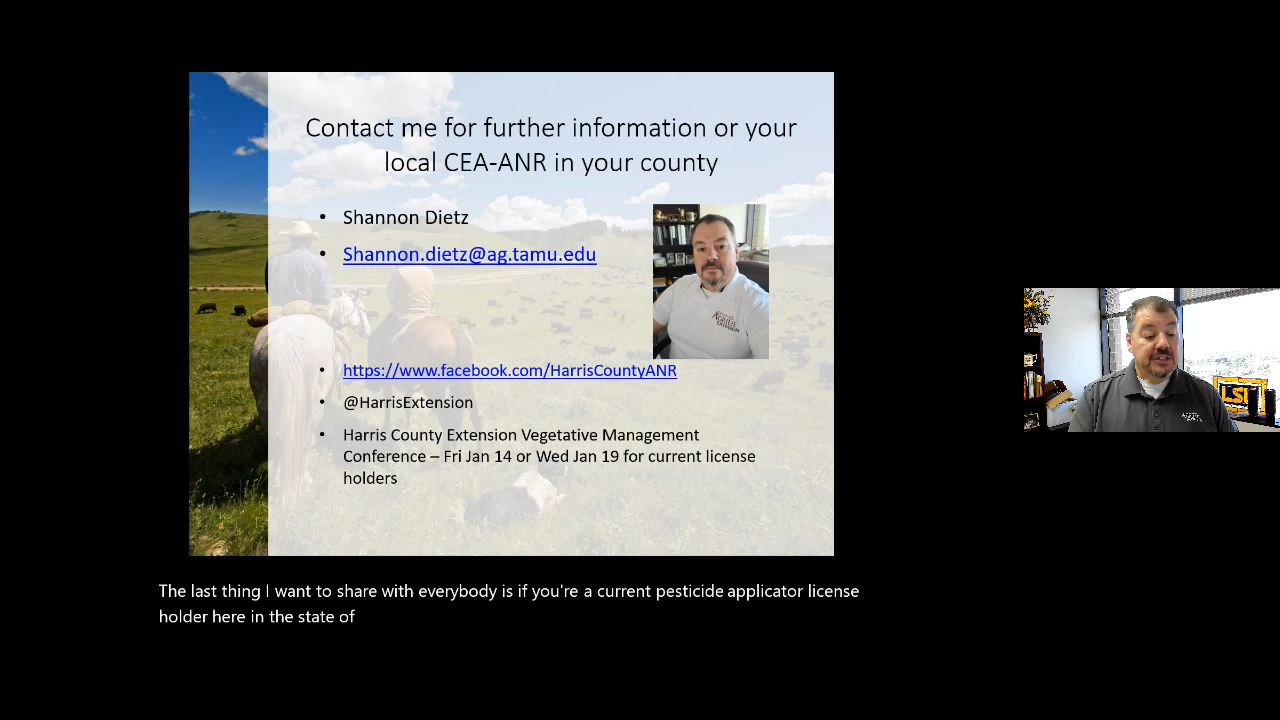 Contact me for further information or your
local CEA-ANR in your county
• Shannon Dietz
• Shannon.dietz@ag.tamu.edu
• https://www.facebook.com/HarrisCountyANR
• @HarrisExtension
• Harris County Extension Vegetative Management
Conference – Fri Jan 14 or Wed Jan 19 for current license
holders
LSU
The last thing I want to share with everybody is if you're a current pesticide applicator license
holder here in the state of